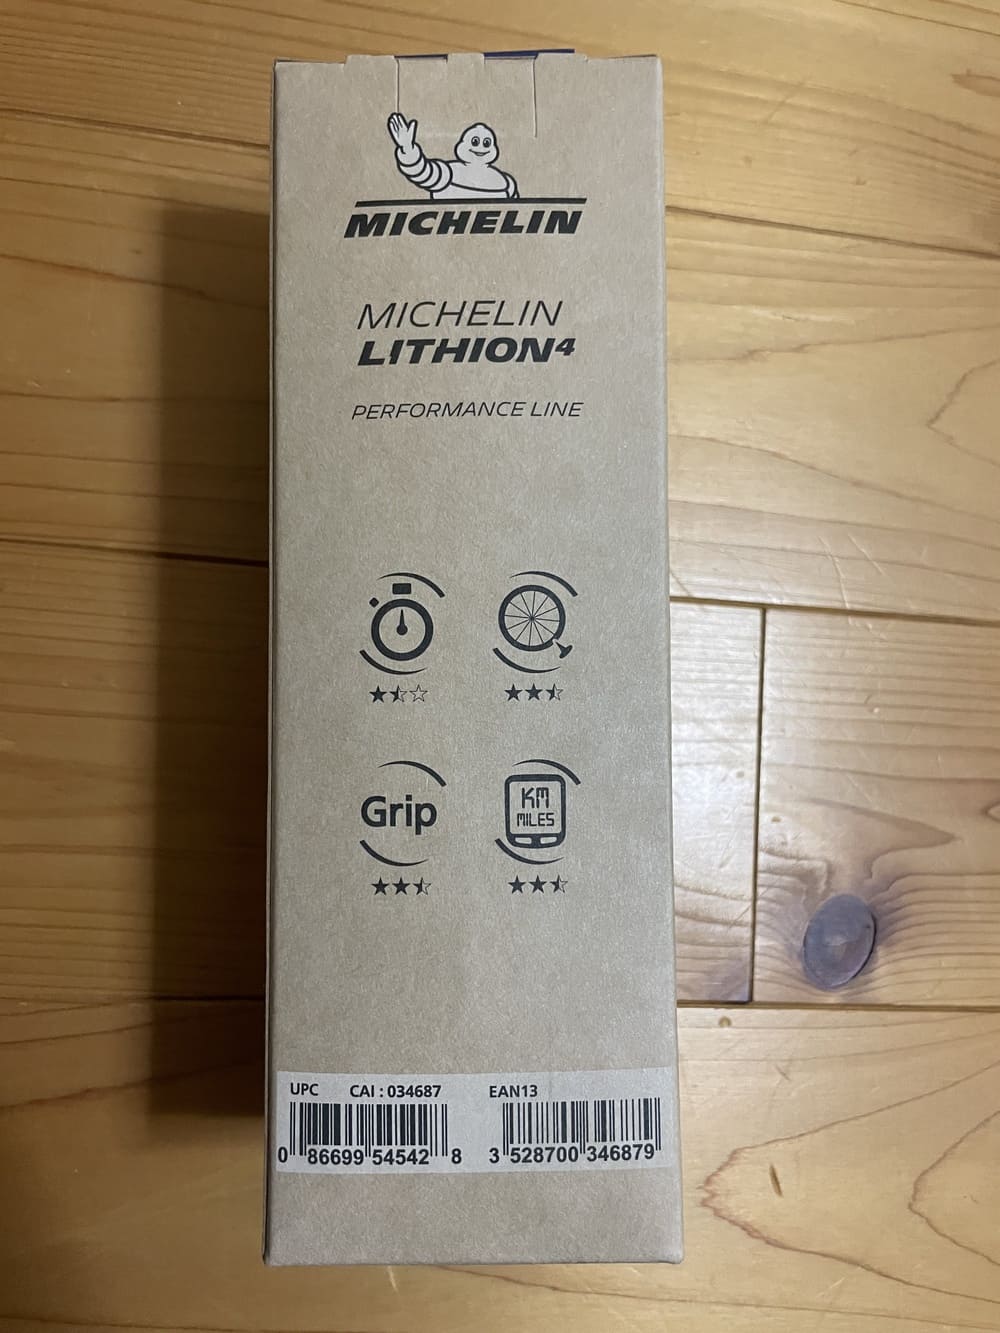 MICHELIN
MICHELIN
LITHION4
PERFORMANCE LINE
Grip
KM
MILES
UPC CAI : 034687 EAN13
0 86699 54542 8 3 528700 346879